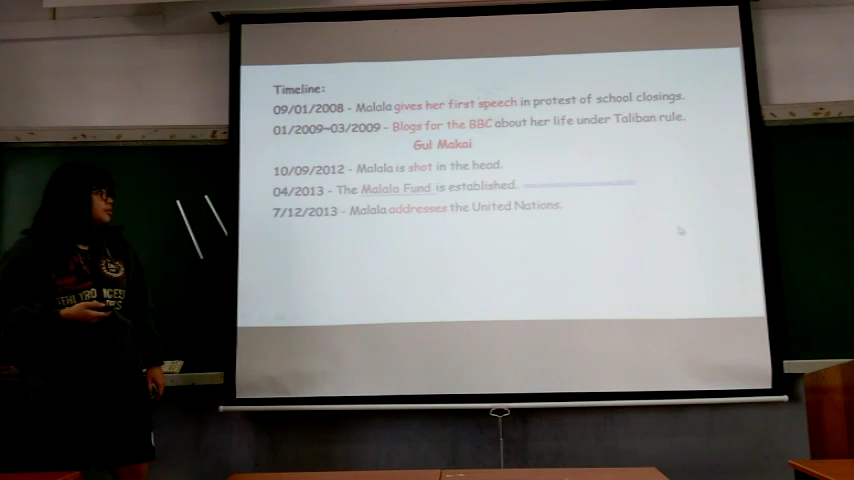 Timeline:
09/01/2008 - Malala gives her first speech in protest of school closings.
01/2009~03/2009 - Blogs for the BBC about her life under Taliban rule.
Gul Makai
10/09/2012 - Malala is shot in the head.
04/2013 - The Malala Fund is established.
7/12/2013 - Malala addresses the United Nations.